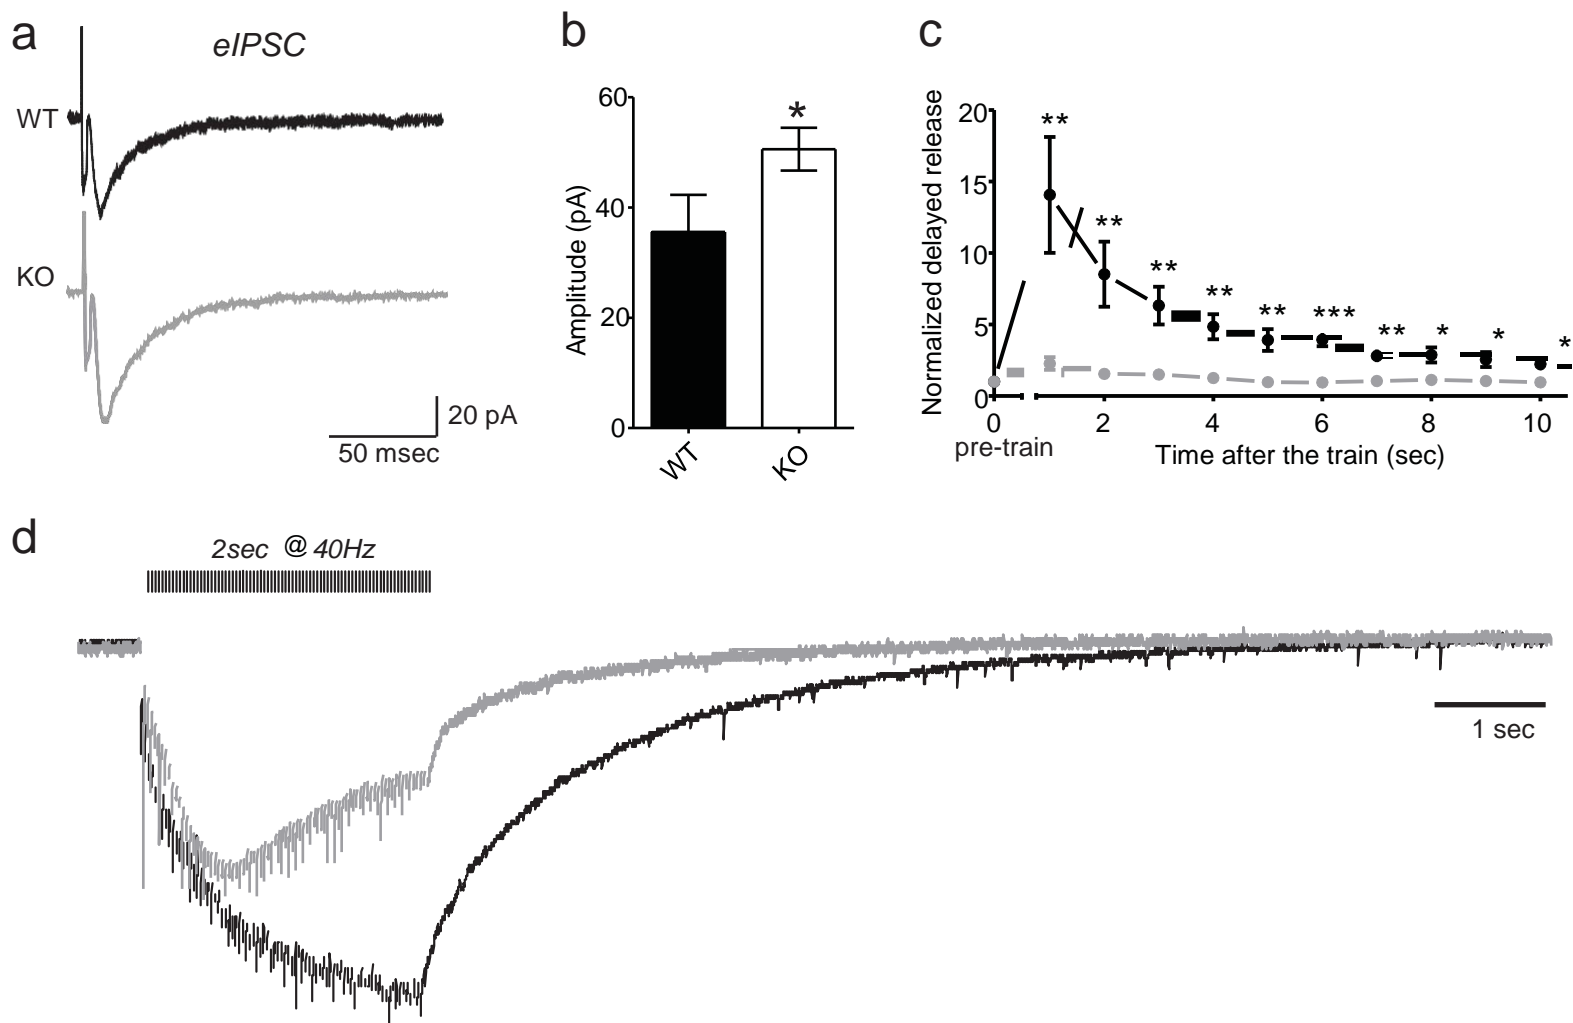 a
eIPSC
WT
KO
20 pA
50 msec
b
Amplitude (pA)
60
40
20
0
*
WT
KO
c
Normalized delayed release
20
15
10
5
0
**
**
**
**
**
***
**
*
*
*
0
2
4
6
8
10
pre-train
Time after the train (sec)
d
2sec @ 40Hz
1 sec